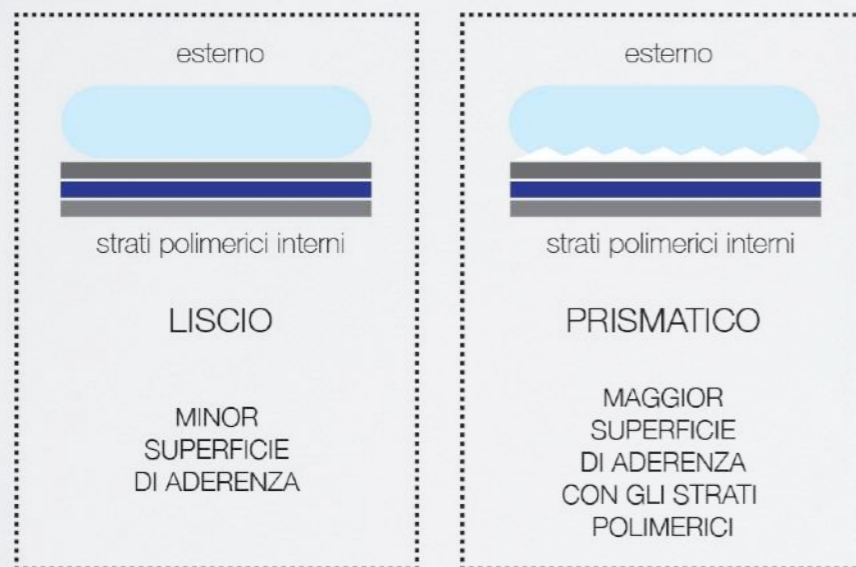 esterno
strati polimerici interni
LISCIO
MINOR
SUPERFICIE
DI ADERENZA
esterno
strati polimerici interni
PRISMATICO
MAGGIOR
SUPERFICIE
DI ADERENZA
CON GLI STRATI
POLIMERICI